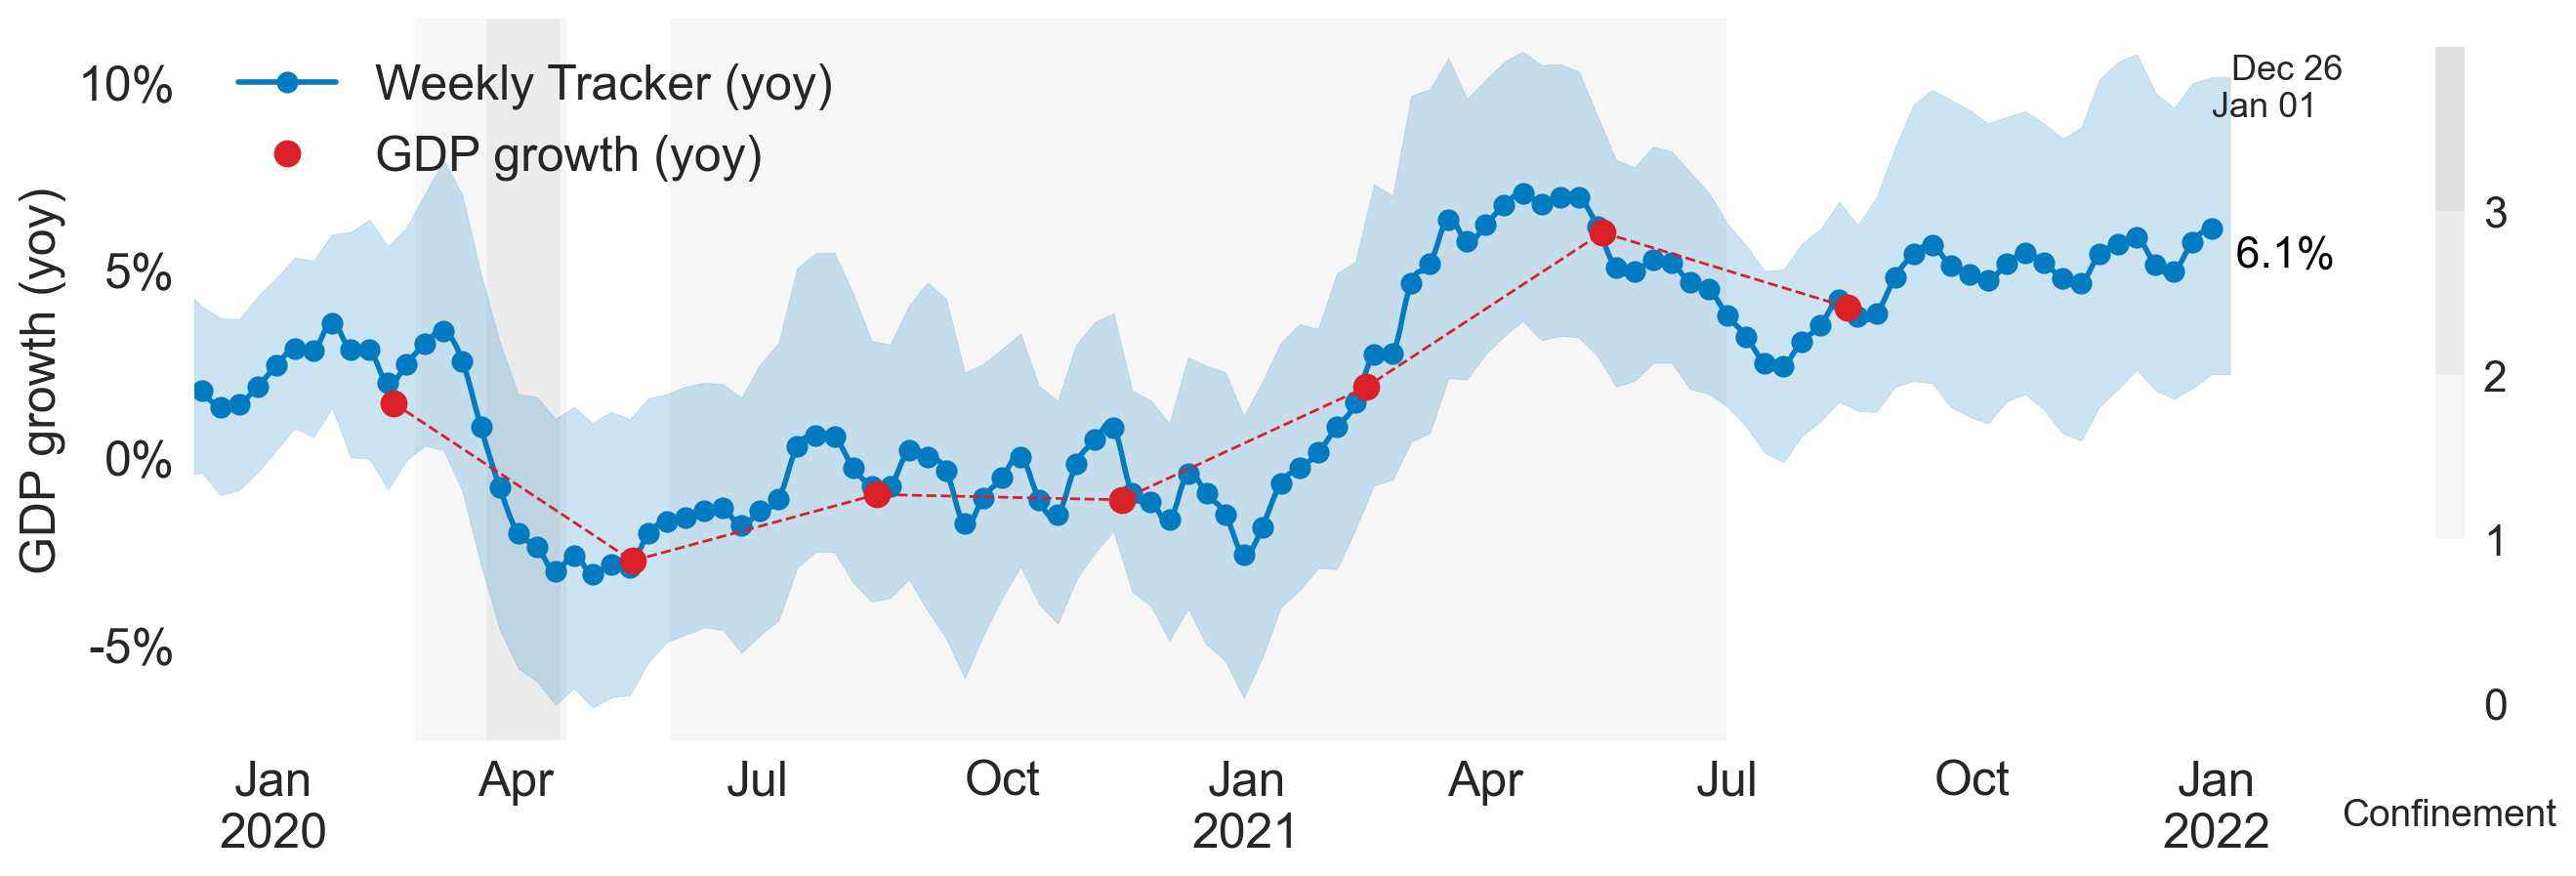 10%
5%
0%
-5%
GDP growth (yoy)
Weekly Tracker (yoy)
GDP growth (yoy)
Dec 26
Jan 01
6.1%
3
2
1
0
Confinement
Jan
2020
Apr
Jul
Oct
Jan
2021
Apr
Jul
Oct
Jan
2022